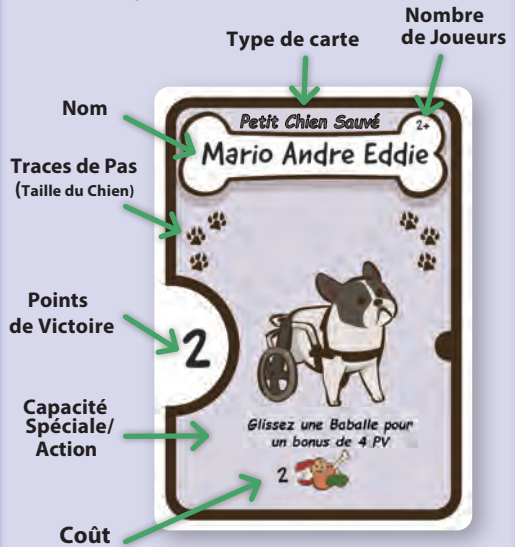 Nombre
de Joueurs
Type de carte
Nom
Petit Chien Sauvé
2+
Mario Andre Eddie
Traces de Pas
(Taille du Chien)
Points
de Victoire
2
Capacité
Spéciale/
Action
Glissez une Baballe pour
un bonus de 4 PV
2
Coût